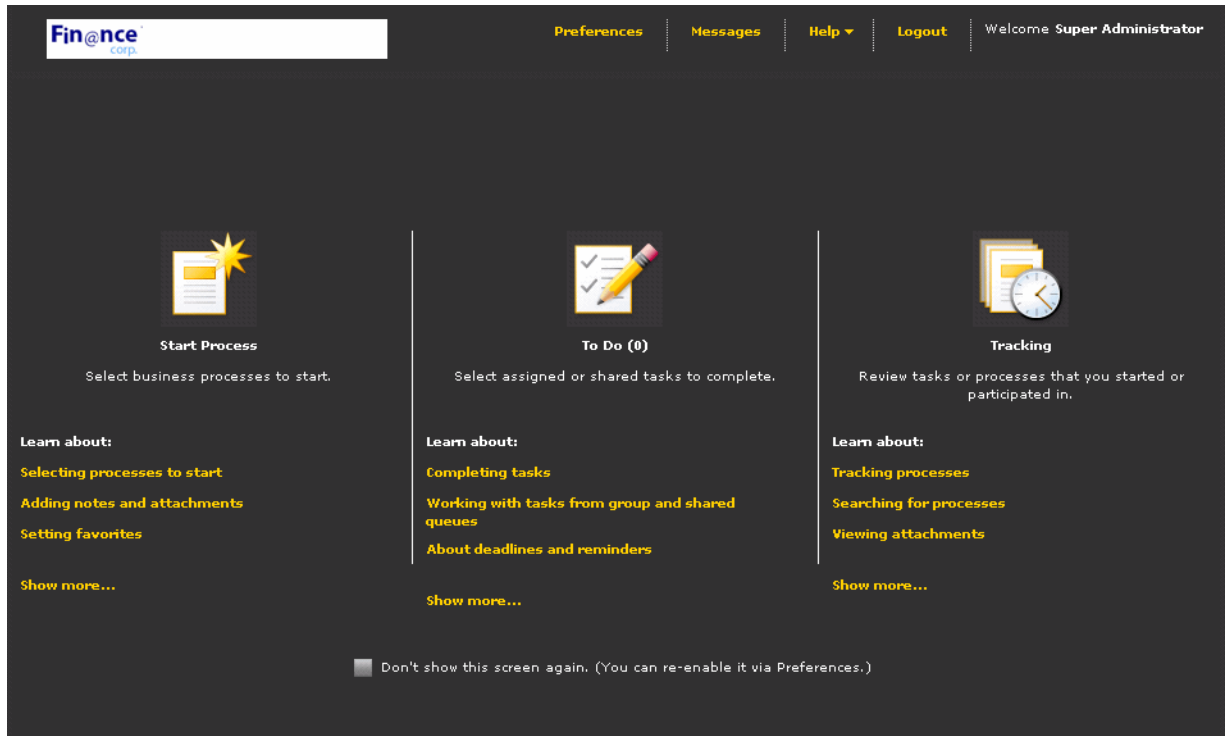 Fin@nce
corp.
Preferences
Messages
Help
Logout
Welcome Super Administrator
Start Process
Select business processes to start.
Learn about:
Selecting processes to start
Adding notes and attachments
Setting favorites
Show more...
To Do (0)
Select assigned or shared tasks to complete.
Learn about:
Completing tasks
Working with tasks from group and shared
queues
About deadlines and reminders
Show more...
Tracking
Review tasks or processes that you started or
participated in.
Learn about:
Tracking processes
Searching for processes
Viewing attachments
Show more...
Don't show this screen again. (You can re-enable it via Preferences.)